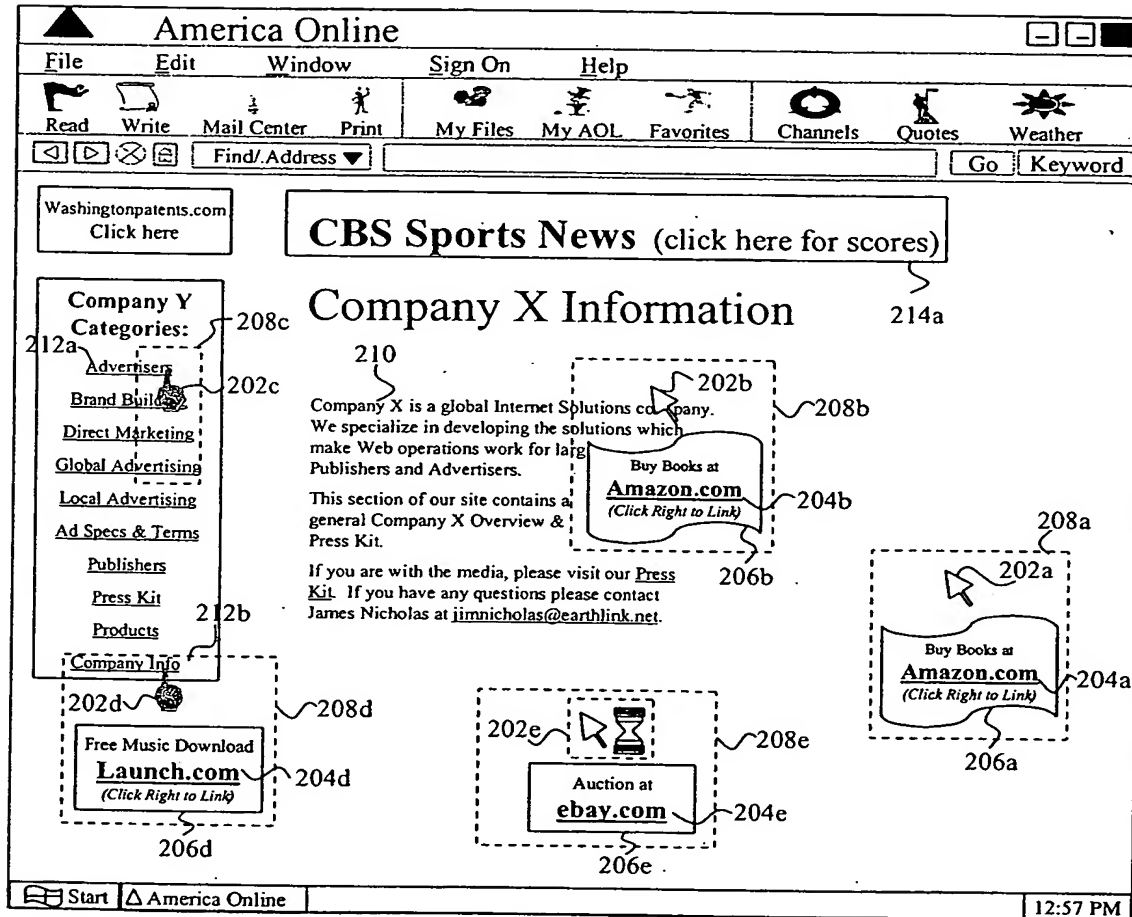 America Online
File Edit Window Sign On Help
Read Write Mail Center Print My Files My AOL Favorites Channels Quotes Weather
Find/.Address Go Keyword
Washingtonpatents.com
Click here
CBS Sports News (click here for scores)
214a
Company Y
Categories:
208c
212a
Advertisers
202c
Brand
Direct Marketing
Global Advertising
Local Advertising
Ad Specs & Terms
Publishers
Press Kit
212b
Products
Company Info
202d
208d
Free Music Download
Launch.com
204d
(Click Right to Link)
206d
Company X Information
210
Company X is a global Internet Solutions
We specialize in developing the solutions which
make Web operations work for
Publishers and Advertisers.
This section of our site contains a
general Company X Overview &
Press Kit.
If you are with the media, please visit our Press
Kit. If you have any questions please contact
James Nicholas at jimnicholas@earthlink.net.
202b
208b
Buy Books at
Amazon.com
204b
(Click Right to Link)
206b
208a
202a
Buy Books at
Amazon.com
204a
(Click Right to Link)
206a
202e
208e
Auction at
ebay.com
204e
206e
Start America Online 12:57 PM